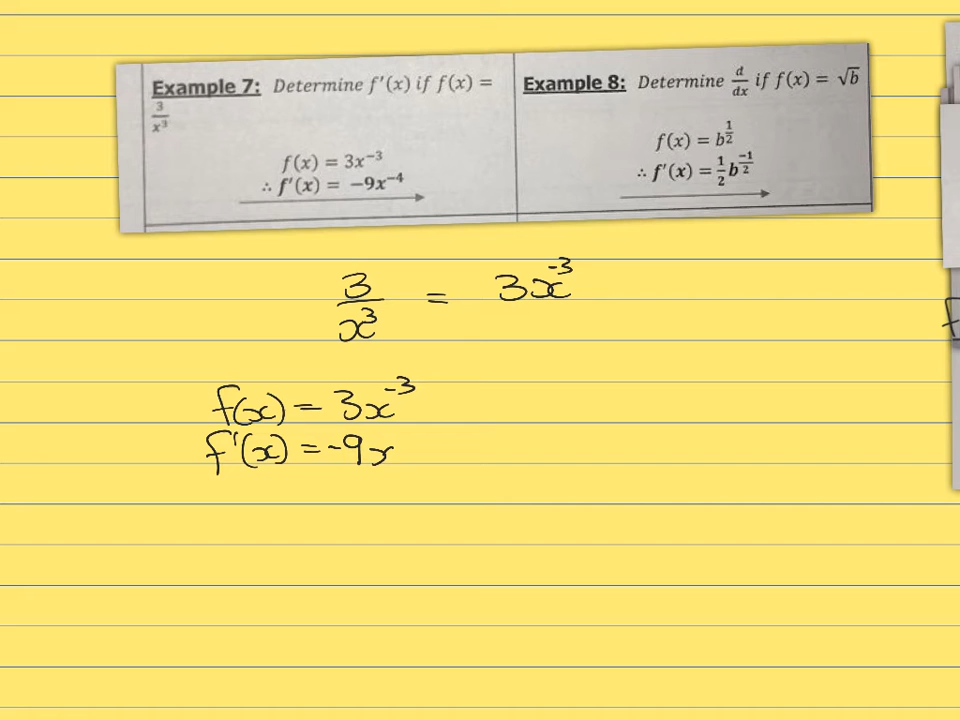 Example 7: Determine f'(x) if f(x) =
3/x³
f(x) = 3x⁻³
∴ f'(x) = −9x⁻⁴
Example 8: Determine d/dx if f(x) = √b
f(x) = b^(1/2)
∴ f'(x) = 1/2 b^(−1/2)
3/x³ = 3x⁻³
f(x) = 3x⁻³
f'(x) = -9x